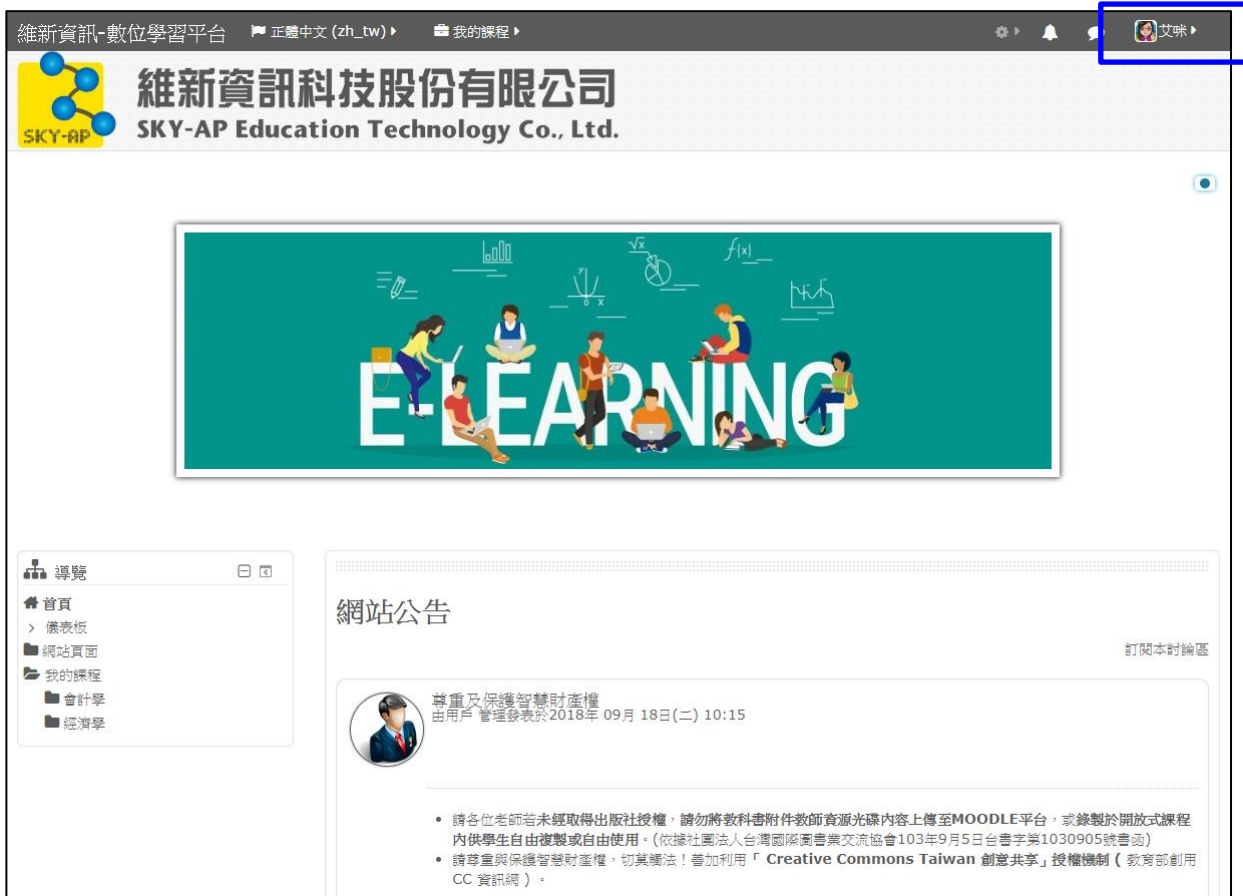 維新資訊-數位學習平台 正體中文 (zh_tw) 我的課程 艾咪
SKY-AP
維新資訊科技股份有限公司
SKY-AP Education Technology Co., Ltd.
√x f(x)
y
0 x
E-LEARNING
導覽
首頁
儀表板
網站頁面
我的課程
會計學
經濟學
網站公告
訂閱本討論區
尊重及保護智慧財產權
由用戶 管理發表於2018年 09月 18日(二) 10:15
請各位老師若未經取得出版社授權，請勿將教科書附件教師資源光碟內容上傳至MOODLE平台，或錄製於開放式課程
內供學生自由複製或自由使用。(依據社團法人台灣國際圖書業交流協會103年9月5日台書字第1030905號書函)
請尊重與保護智慧財產權，切莫觸法！善加利用「 Creative Commons Taiwan 創意共享」授權機制 ( 教育部創用
CC 資訊網 ) 。